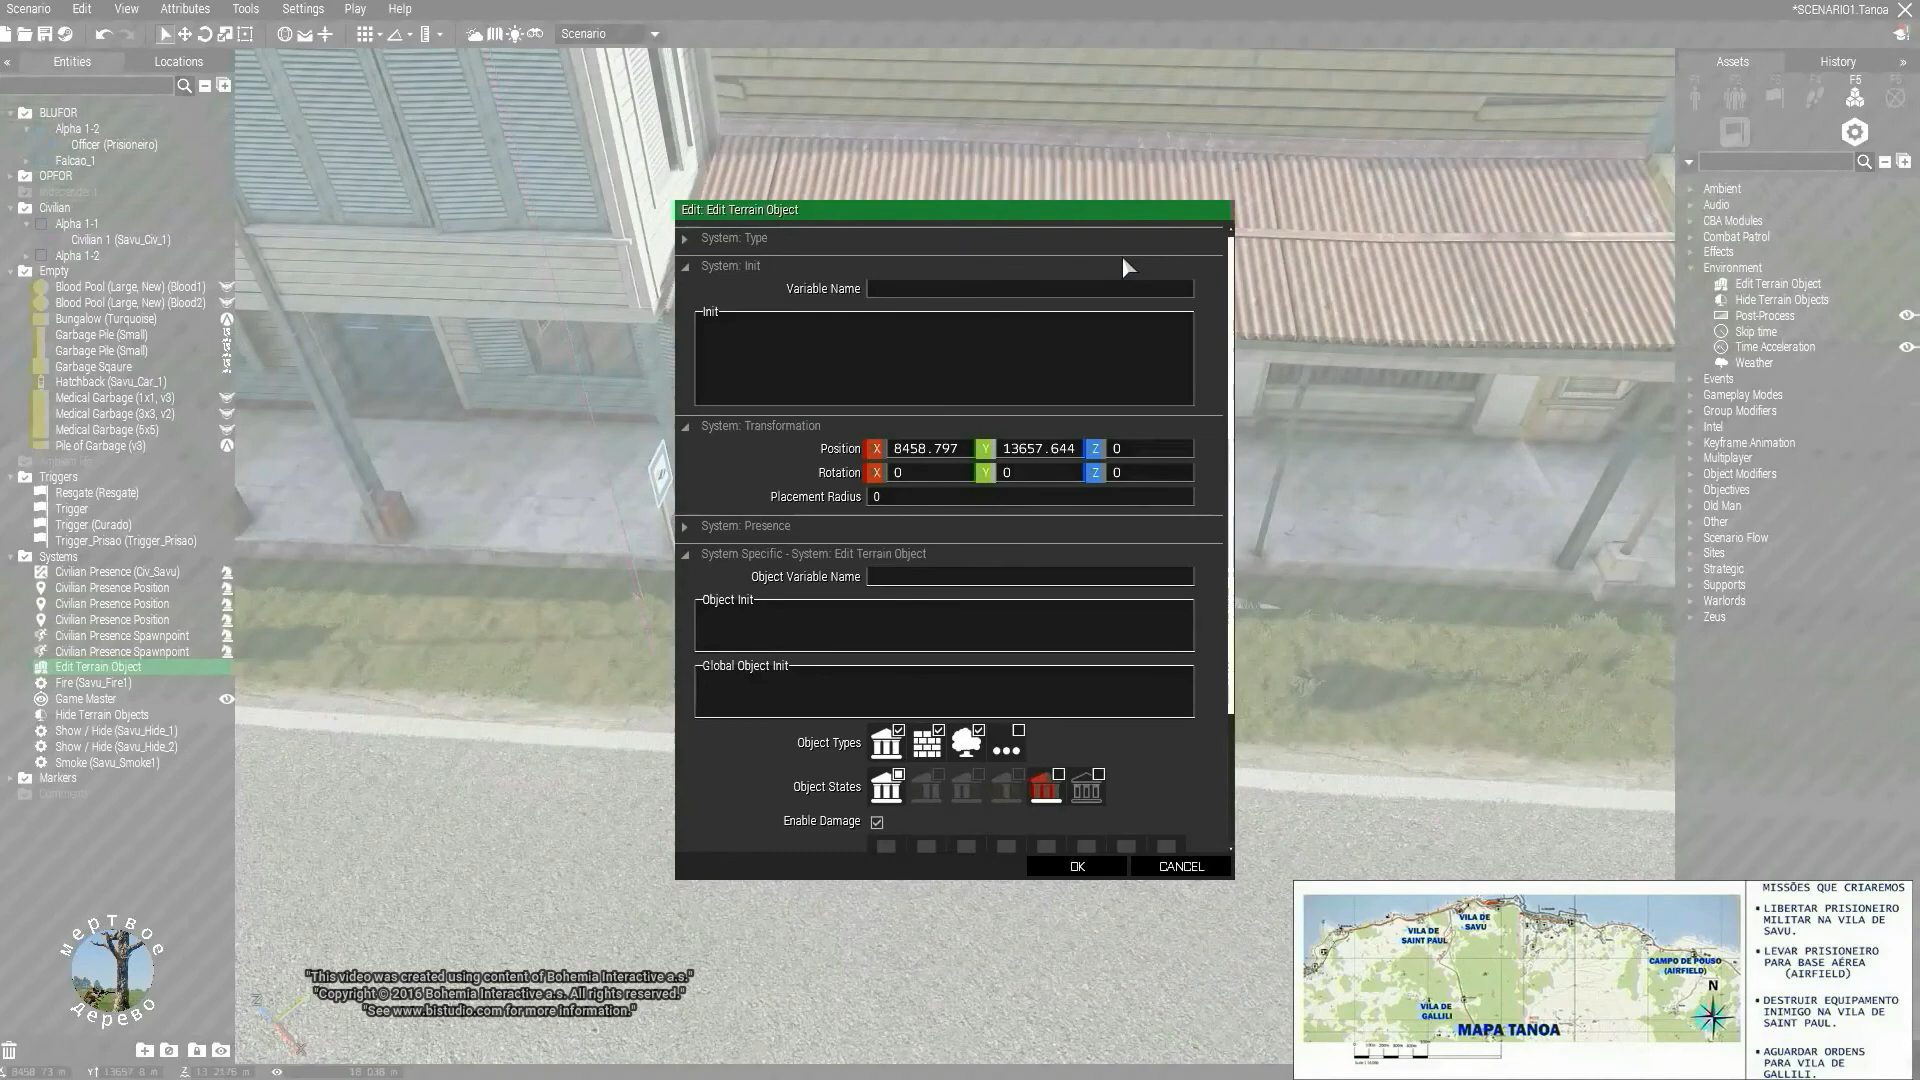 Scenario Edit View Attributes Tools Settings Play Help
*SCENARIO1.Tanoa
Scenario
Entities Locations
BLUFOR
Alpha 1-2
Officer (Prisioneiro)
Falcao_1
OPFOR
Independent
Civilian
Alpha 1-1
Civilian 1 (Savu_Civ_1)
Alpha 1-2
Empty
Blood Pool (Large, New) (Blood1)
Blood Pool (Large, New) (Blood2)
Bungalow (Turquoise)
Garbage Pile (Small)
Garbage Pile (Small)
Garbage Sqaure
Hatchback (Savu_Car_1)
Medical Garbage (1x1, v3)
Medical Garbage (3x3, v2)
Medical Garbage (5x5)
Pile of Garbage (v3)
Triggers
Resgate (Resgate)
Trigger
Trigger (Curado)
Trigger_Prisao (Trigger_Prisao)
Systems
Civilian Presence (Civ_Savu)
Civilian Presence Position
Civilian Presence Position
Civilian Presence Position
Civilian Presence Spawnpoint
Civilian Presence Spawnpoint
Edit Terrain Object
Fire (Savu_Fire1)
Game Master
Hide Terrain Objects
Show / Hide (Savu_Hide_1)
Show / Hide (Savu_Hide_2)
Smoke (Savu_Smoke1)
Markers
Comments
Edit: Edit Terrain Object
System: Type
System: Init
Variable Name
Init
System: Transformation
Position X 8458.797 Y 13657.644 Z 0
Rotation X 0 Y 0 Z 0
Placement Radius 0
System: Presence
System Specific - System: Edit Terrain Object
Object Variable Name
Object Init
Global Object Init
Object Types
Object States
Enable Damage
OK CANCEL
Assets History
F1 F2 F3 F4 F5 F6
Ambient
Audio
CBA Modules
Combat Patrol
Effects
Environment
Edit Terrain Object
Hide Terrain Objects
Post-Process
Skip time
Time Acceleration
Weather
Events
Gameplay Modes
Group Modifiers
Intel
Keyframe Animation
Multiplayer
Object Modifiers
Objectives
Old Man
Other
Scenario Flow
Sites
Strategic
Supports
Warlords
Zeus
мертвое
дерево
"This video was created using content of Bohemia Interactive a.s."
"Copyright © 2016 Bohemia Interactive a.s. All rights reserved."
"See www.bistudio.com for more information."
VILA DE
SAVU
VILA DE
SAINT PAUL
CAMPO DE POUSO
(AIRFIELD)
N
VILA DE
GALLILI
MAPA TANOA
MISSÕES QUE CRIAREMOS
▪ LIBERTAR PRISIONEIRO
MILITAR NA VILA DE
SAVU.
▪ LEVAR PRISIONEIRO
PARA BASE AÉREA
(AIRFIELD)
▪ DESTRUIR EQUIPAMENTO
INIMIGO NA VILA DE
SAINT PAUL.
▪ AGUARDAR ORDENS
PARA VILA DE
GALLILI.